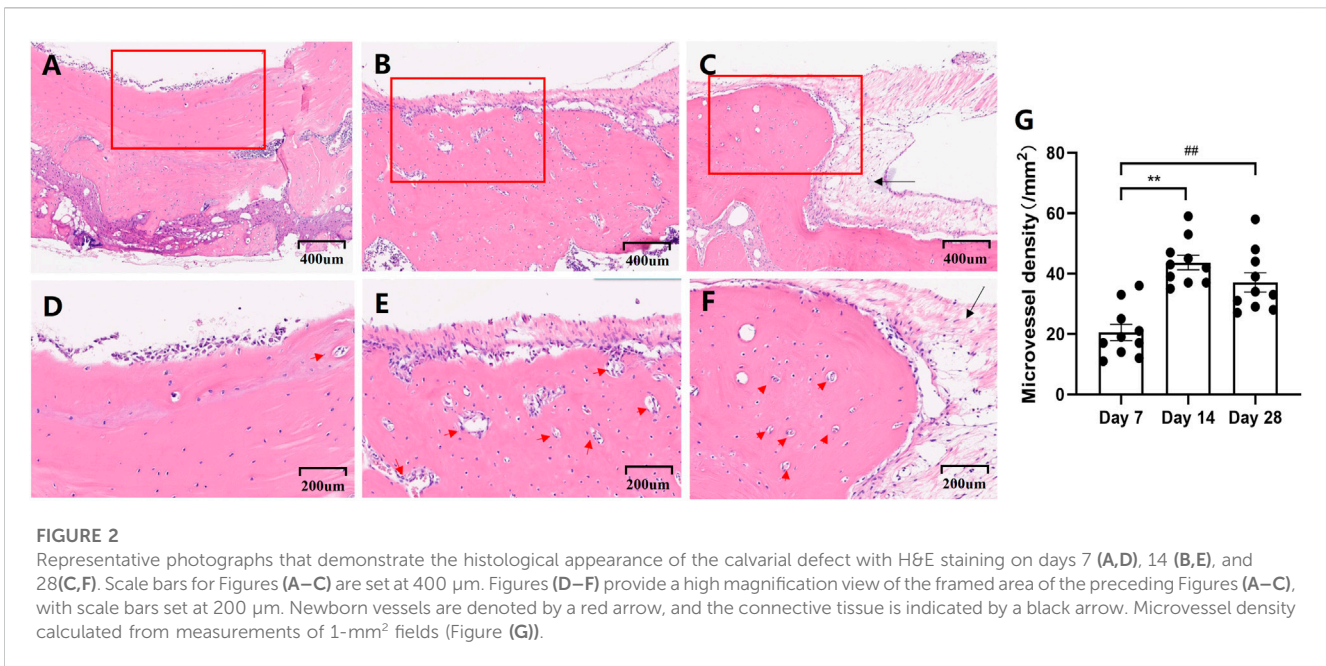 A
B
C
400um
400um
400um
D
E
F
200um
200um
200um
G
Microvessel density (/mm²)
80
60
40
20
0
##
**
Day 7 Day 14 Day 28
FIGURE 2
Representative photographs that demonstrate the histological appearance of the calvarial defect with H&E staining on days 7 (A,D), 14 (B,E), and
28(C,F). Scale bars for Figures (A–C) are set at 400 µm. Figures (D–F) provide a high magnification view of the framed area of the preceding Figures (A–C),
with scale bars set at 200 µm. Newborn vessels are denoted by a red arrow, and the connective tissue is indicated by a black arrow. Microvessel density
calculated from measurements of 1-mm² fields (Figure (G)).